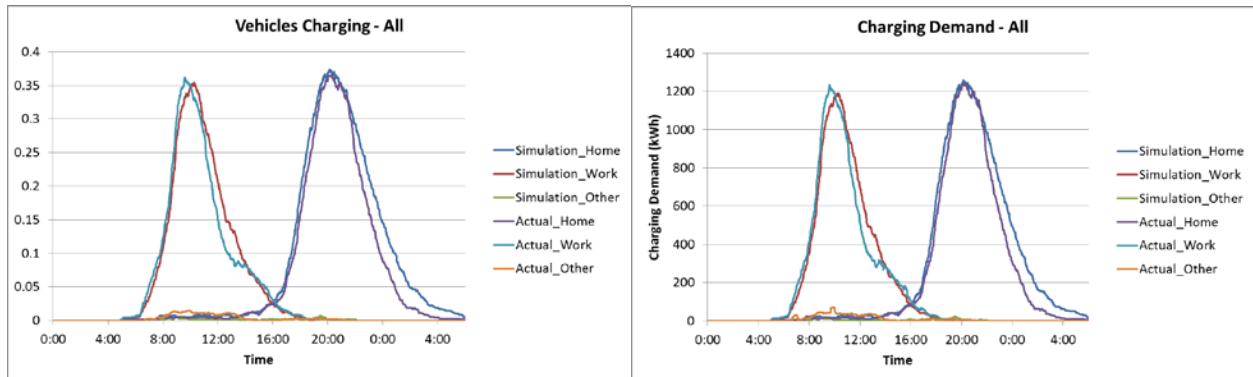 Vehicles Charging - All
0.4
0.35
0.3
0.25
0.2
0.15
0.1
0.05
0
0:00 4:00 8:00 12:00 16:00 20:00 0:00 4:00
Time
Simulation_Home
Simulation_Work
Simulation_Other
Actual_Home
Actual_Work
Actual_Other
Charging Demand - All
Charging Demand (kWh)
1400
1200
1000
800
600
400
200
0
0:00 4:00 8:00 12:00 16:00 20:00 0:00 4:00
Time
Simulation_Home
Simulation_Work
Simulation_Other
Actual_Home
Actual_Work
Actual_Other